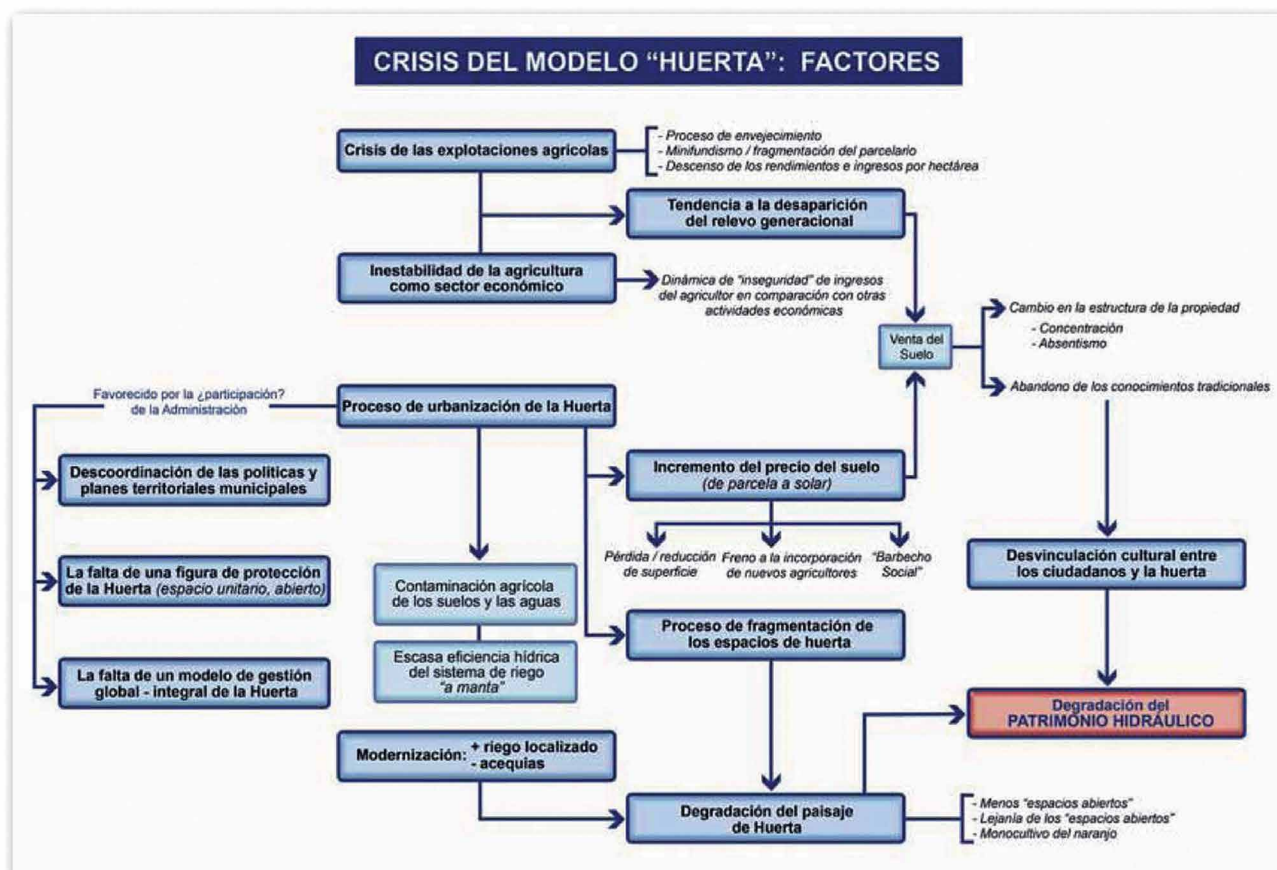 CRISIS DEL MODELO “HUERTA”: FACTORES
Crisis de las explotaciones agrícolas
- Proceso de envejecimiento
- Minifundismo / fragmentación del parcelario
- Descenso de los rendimientos e ingresos por hectárea
Tendencia a la desaparición
del relevo generacional
Inestabilidad de la agricultura
como sector económico
Dinámica de “inseguridad” de ingresos
del agricultor en comparación con otras
actividades económicas
Venta del
Suelo
Cambio en la estructura de la propiedad
- Concentración
- Absentismo
Abandono de los conocimientos tradicionales
Favorecido por la ¿participación?
de la Administración
Proceso de urbanización de la Huerta
Descoordinación de las políticas y
planes territoriales municipales
La falta de una figura de protección
de la Huerta (espacio unitario, abierto)
La falta de un modelo de gestión
global - integral de la Huerta
Incremento del precio del suelo
(de parcela a solar)
Pérdida / reducción
de superficie
Freno a la incorporación
de nuevos agricultores
“Barbecho
Social”
Contaminación agrícola
de los suelos y las aguas
Escasa eficiencia hídrica
del sistema de riego
“a manta”
Proceso de fragmentación de
los espacios de huerta
Desvinculación cultural entre
los ciudadanos y la huerta
Degradación del
PATRIMONIO HIDRÁULICO
Modernización: + riego localizado
- acequias
Degradación del paisaje
de Huerta
- Menos “espacios abiertos”
- Lejanía de los “espacios abiertos”
- Monocultivo del naranjo